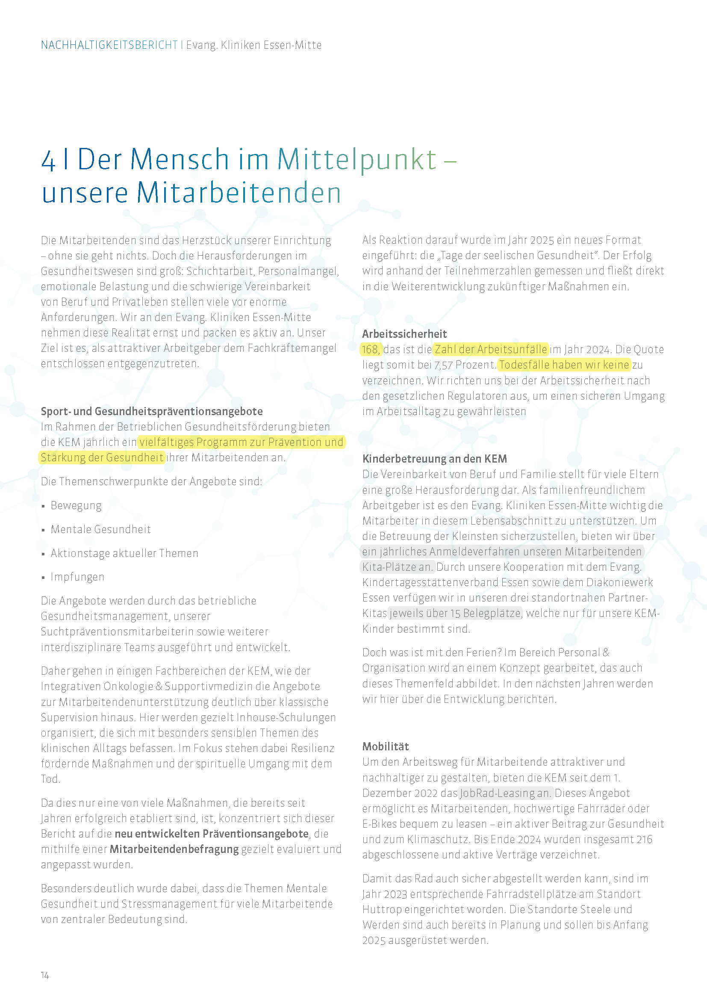 NACHHALTIGKEITSBERICHT I Evang. Kliniken Essen-Mitte
4 I Der Mensch im Mittelpunkt –
unsere Mitarbeitenden
Die Mitarbeitenden sind das Herzstück unserer Einrichtung
– ohne sie geht nichts. Doch die Herausforderungen im
Gesundheitswesen sind groß: Schichtarbeit, Personalmangel,
emotionale Belastung und die schwierige Vereinbarkeit
von Beruf und Privatleben stellen viele vor enorme
Anforderungen. Wir an den Evang. Kliniken Essen-Mitte
nehmen diese Realität ernst und packen es aktiv an. Unser
Ziel ist es, als attraktiver Arbeitgeber dem Fachkräftemangel
entschlossen entgegenzutreten.
Sport- und Gesundheitspräventionsangebote
Im Rahmen der Betrieblichen Gesundheitsförderung bieten
die KEM jährlich ein vielfältiges Programm zur Prävention und
Stärkung der Gesundheit ihrer Mitarbeitenden an.
Die Themenschwerpunkte der Angebote sind:
▪ Bewegung
▪ Mentale Gesundheit
▪ Aktionstage aktueller Themen
▪ Impfungen
Die Angebote werden durch das betriebliche
Gesundheitsmanagement, unserer
Suchtpräventionsmitarbeiterin sowie weiterer
interdisziplinäre Teams ausgeführt und entwickelt.
Daher gehen in einigen Fachbereichen der KEM, wie der
Integrativen Onkologie & Supportivmedizin die Angebote
zur Mitarbeitendenunterstützung deutlich über klassische
Supervision hinaus. Hier werden gezielt Inhouse-Schulungen
organisiert, die sich mit besonders sensiblen Themen des
klinischen Alltags befassen. Im Fokus stehen dabei Resilienz
fördernde Maßnahmen und der spirituelle Umgang mit dem
Tod.
Da dies nur eine von viele Maßnahmen, die bereits seit
Jahren erfolgreich etabliert sind, ist, konzentriert sich dieser
Bericht auf die neu entwickelten Präventionsangebote, die
mithilfe einer Mitarbeitendenbefragung gezielt evaluiert und
angepasst wurden.
Besonders deutlich wurde dabei, dass die Themen Mentale
Gesundheit und Stressmanagement für viele Mitarbeitende
von zentraler Bedeutung sind.
Als Reaktion darauf wurde im Jahr 2025 ein neues Format
eingeführt: die „Tage der seelischen Gesundheit“. Der Erfolg
wird anhand der Teilnehmerzahlen gemessen und fließt direkt
in die Weiterentwicklung zukünftiger Maßnahmen ein.
Arbeitssicherheit
168, das ist die Zahl der Arbeitsunfälle im Jahr 2024. Die Quote
liegt somit bei 7,57 Prozent. Todesfälle haben wir keine zu
verzeichnen. Wir richten uns bei der Arbeitssicherheit nach
den gesetzlichen Regulatoren aus, um einen sicheren Umgang
im Arbeitsalltag zu gewährleisten
Kinderbetreuung an den KEM
Die Vereinbarkeit von Beruf und Familie stellt für viele Eltern
eine große Herausforderung dar. Als familienfreundlichem
Arbeitgeber ist es den Evang. Kliniken Essen-Mitte wichtig die
Mitarbeiter in diesem Lebensabschnitt zu unterstützen. Um
die Betreuung der Kleinsten sicherzustellen, bieten wir über
ein jährliches Anmeldeverfahren unseren Mitarbeitenden
Kita-Plätze an. Durch unsere Kooperation mit dem Evang.
Kindertagesstättenverband Essen sowie dem Diakoniewerk
Essen verfügen wir in unseren drei standortnahen Partner-
Kitas jeweils über 15 Belegplätze, welche nur für unsere KEM-
Kinder bestimmt sind.
Doch was ist mit den Ferien? Im Bereich Personal &
Organisation wird an einem Konzept gearbeitet, das auch
dieses Themenfeld abbildet. In den nächsten Jahren werden
wir hier über die Entwicklung berichten.
Mobilität
Um den Arbeitsweg für Mitarbeitende attraktiver und
nachhaltiger zu gestalten, bieten die KEM seit dem 1.
Dezember 2022 das JobRad-Leasing an. Dieses Angebot
ermöglicht es Mitarbeitenden, hochwertige Fahrräder oder
E-Bikes bequem zu leasen – ein aktiver Beitrag zur Gesundheit
und zum Klimaschutz. Bis Ende 2024 wurden insgesamt 216
abgeschlossene und aktive Verträge verzeichnet.
Damit das Rad auch sicher abgestellt werden kann, sind im
Jahr 2023 entsprechende Fahrradstellplätze am Standort
Huttrop eingerichtet worden. Die Standorte Steele und
Werden sind auch bereits in Planung und sollen bis Anfang
2025 ausgerüstet werden.
14